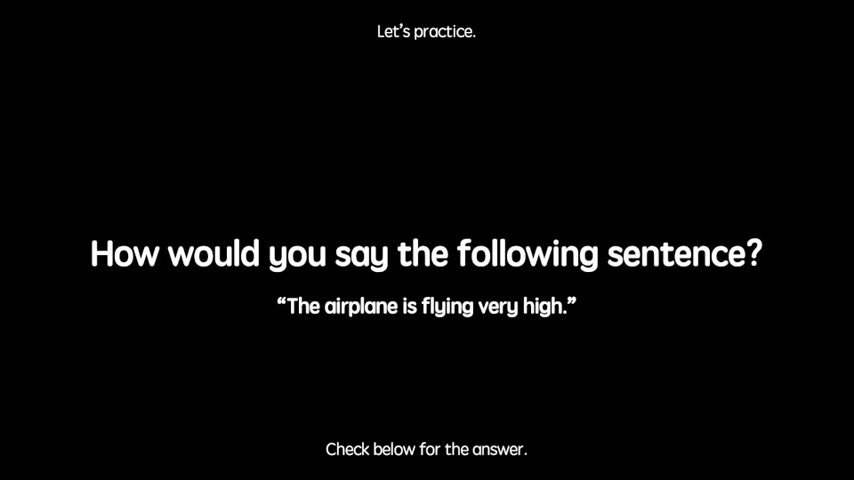 Let’s practice.
How would you say the following sentence?
“The airplane is flying very high.”
Check below for the answer.